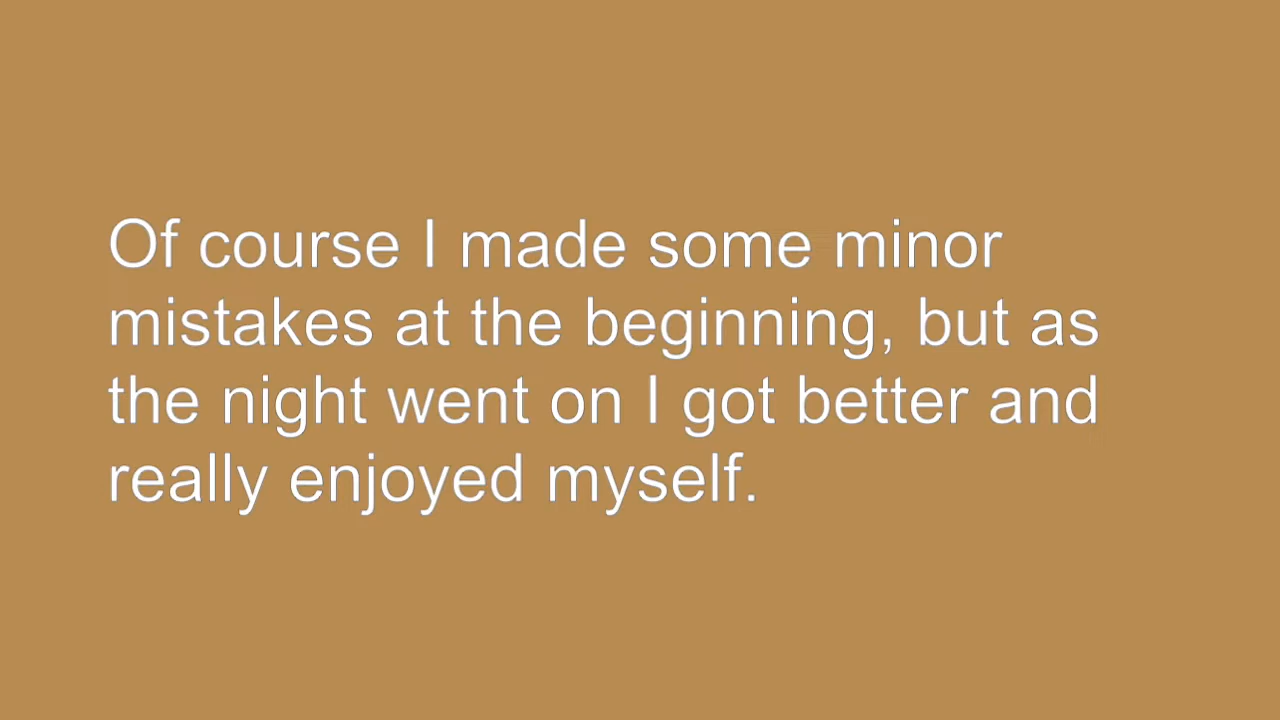 Of course I made some minor
mistakes at the beginning, but as
the night went on I got better and
really enjoyed myself.